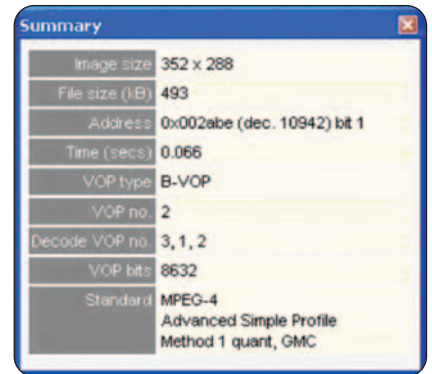 Summary
Image size 352 x 288
File size (kB) 493
Address 0x002abe (dec. 10942) bit 1
Time (secs) 0.066
VOP type B-VOP
VOP no. 2
Decode VOP no. 3, 1, 2
VOP bits 8632
Standard MPEG-4
Advanced Simple Profile
Method 1 quant, GMC